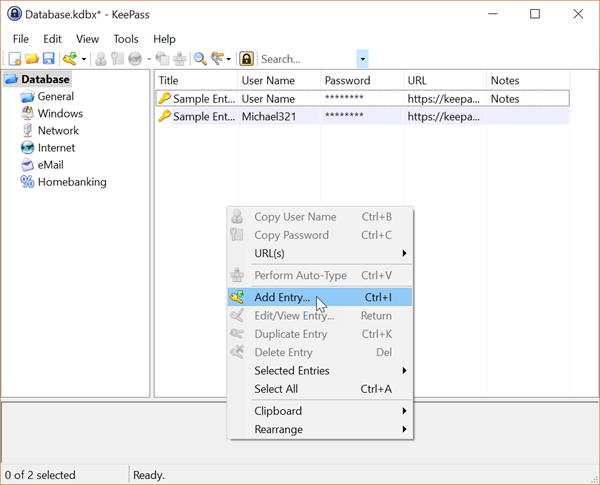 Database.kdbx* - KeePass
File Edit View Tools Help
Search...
Database
General
Windows
Network
Internet
eMail
Homebanking
Title User Name Password URL Notes
Sample Ent... User Name ******** https://keepa... Notes
Sample Ent... Michael321 ******** https://keepa...
Copy User Name Ctrl+B
Copy Password Ctrl+C
URL(s)
Perform Auto-Type Ctrl+V
Add Entry... Ctrl+I
Edit/View Entry... Return
Duplicate Entry Ctrl+K
Delete Entry Del
Selected Entries
Select All Ctrl+A
Clipboard
Rearrange
0 of 2 selected Ready.